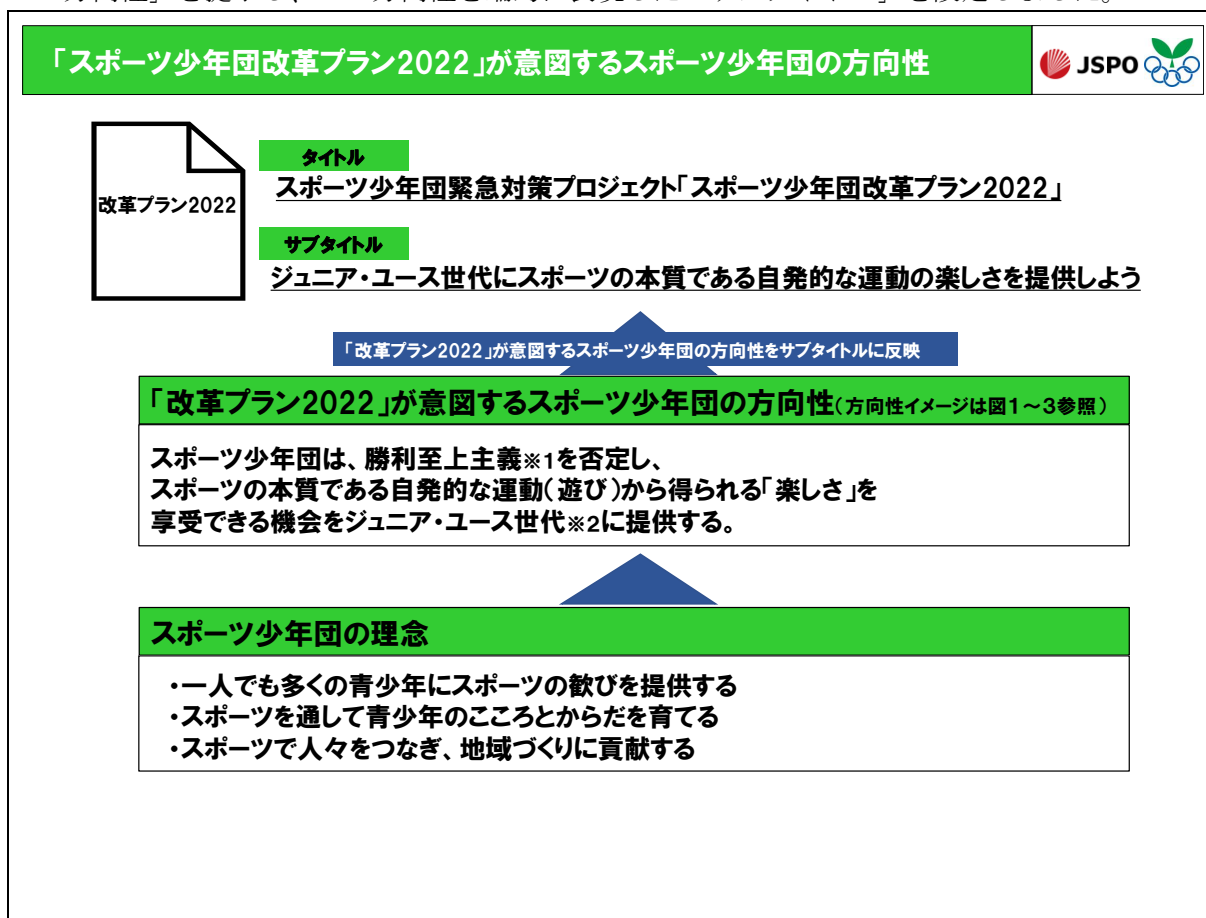 「スポーツ少年団改革プラン2022」が意図するスポーツ少年団の方向性
JSPO
改革プラン2022
タイトル
スポーツ少年団緊急対策プロジェクト「スポーツ少年団改革プラン2022」
サブタイトル
ジュニア・ユース世代にスポーツの本質である自発的な運動の楽しさを提供しよう
「改革プラン2022」が意図するスポーツ少年団の方向性をサブタイトルに反映
「改革プラン2022」が意図するスポーツ少年団の方向性(方向性イメージは図1～3参照)
スポーツ少年団は、勝利至上主義※1を否定し、
スポーツの本質である自発的な運動(遊び)から得られる「楽しさ」を
享受できる機会をジュニア・ユース世代※2に提供する。
スポーツ少年団の理念
・一人でも多くの青少年にスポーツの歓びを提供する
・スポーツを通して青少年のこころとからだを育てる
・スポーツで人々をつなぎ、地域づくりに貢献する